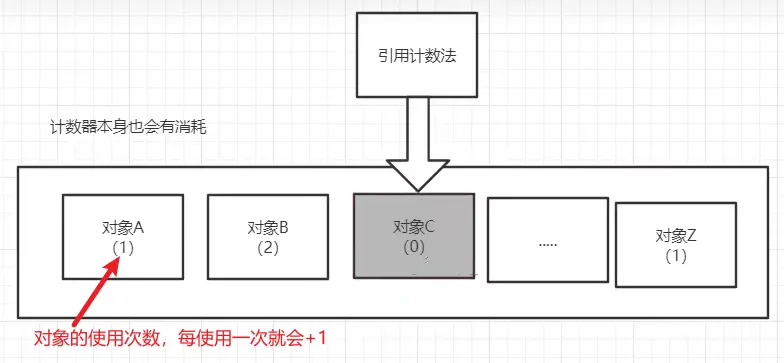 引用计数法
计数器本身也会有消耗
对象A
（1）
对象B
（2）
对象C
（0）
.....
对象Z
（1）
对象的使用次数，每使用一次就会+1